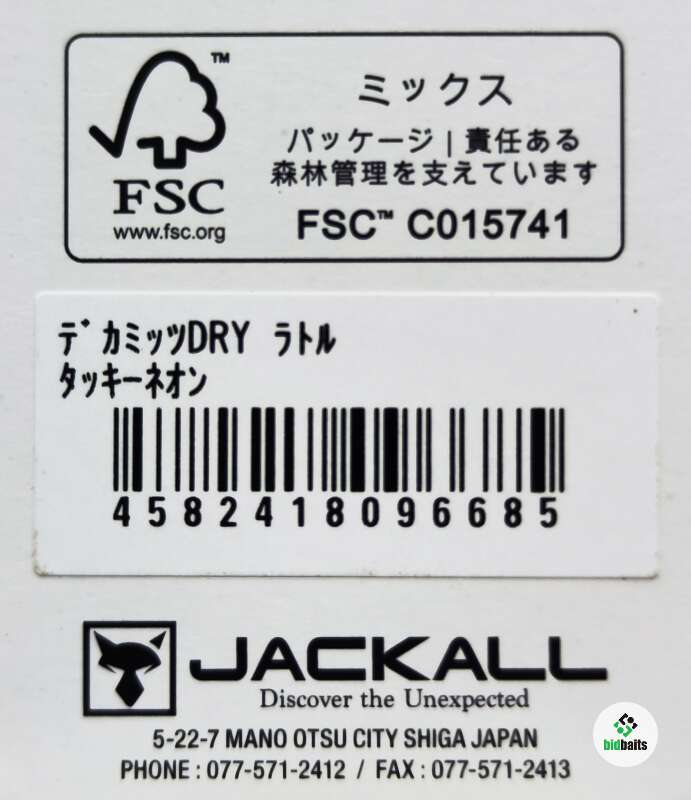 TM
FSC
www.fsc.org
ミックス
パッケージ | 責任ある
森林管理を支えています
FSC™ C015741
デカミッツDRY ラトル
タッキーネオン
4582418096685
JACKALL
Discover the Unexpected
5-22-7 MANO OTSU CITY SHIGA JAPAN
PHONE : 077-571-2412 / FAX : 077-571-2413
bidbaits